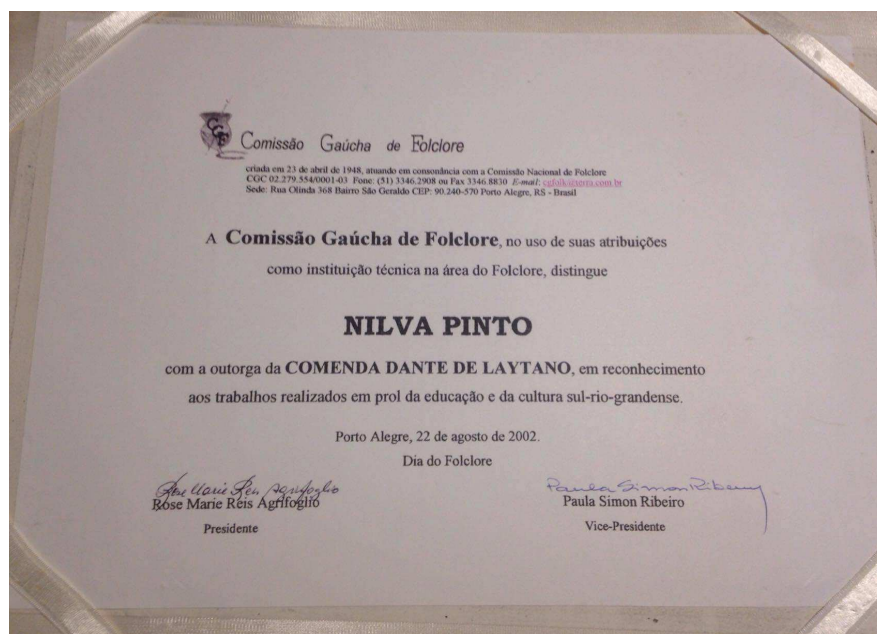 CGF
Comissão Gaúcha de Folclore
criada em 23 de abril de 1948, atuando em consonância com a Comissão Nacional de Folclore
CGC 02.279.554/0001-03 Fone: (51) 3346.2908 ou Fax 3346.8830 E-mail: cgfolk@terra.com.br
Sede: Rua Olinda 368 Bairro São Geraldo CEP: 90.240-570 Porto Alegre, RS - Brasil
A Comissão Gaúcha de Folclore, no uso de suas atribuições
como instituição técnica na área do Folclore, distingue
NILVA PINTO
com a outorga da COMENDA DANTE DE LAYTANO, em reconhecimento
aos trabalhos realizados em prol da educação e da cultura sul-rio-grandense.
Porto Alegre, 22 de agosto de 2002.
Dia do Folclore
Rose Marie Reis Agrifoglio Paula Simon Ribeiro
Rose Marie Reis Agrifoglio Paula Simon Ribeiro
Presidente Vice-Presidente